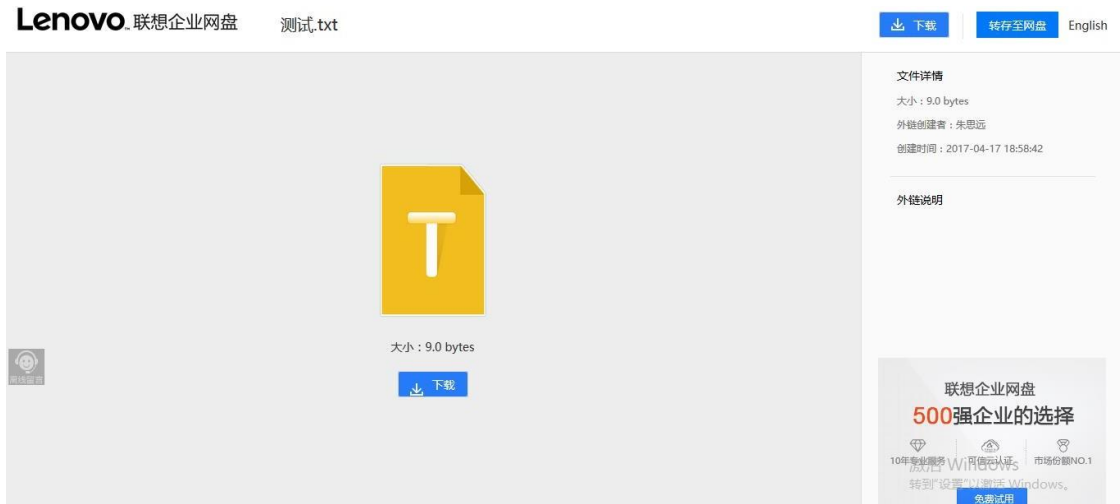 Lenovo 联想企业网盘
测试.txt
下载
转存至网盘
English
T
大小：9.0 bytes
下载
离线留言
文件详情
大小：9.0 bytes
外链创建者：朱思远
创建时间：2017-04-17 18:58:42
外链说明
联想企业网盘
500强企业的选择
10年专业服务
可信云认证
市场份额NO.1
激活 Windows
转到"设置"以激活 Windows。
免费试用